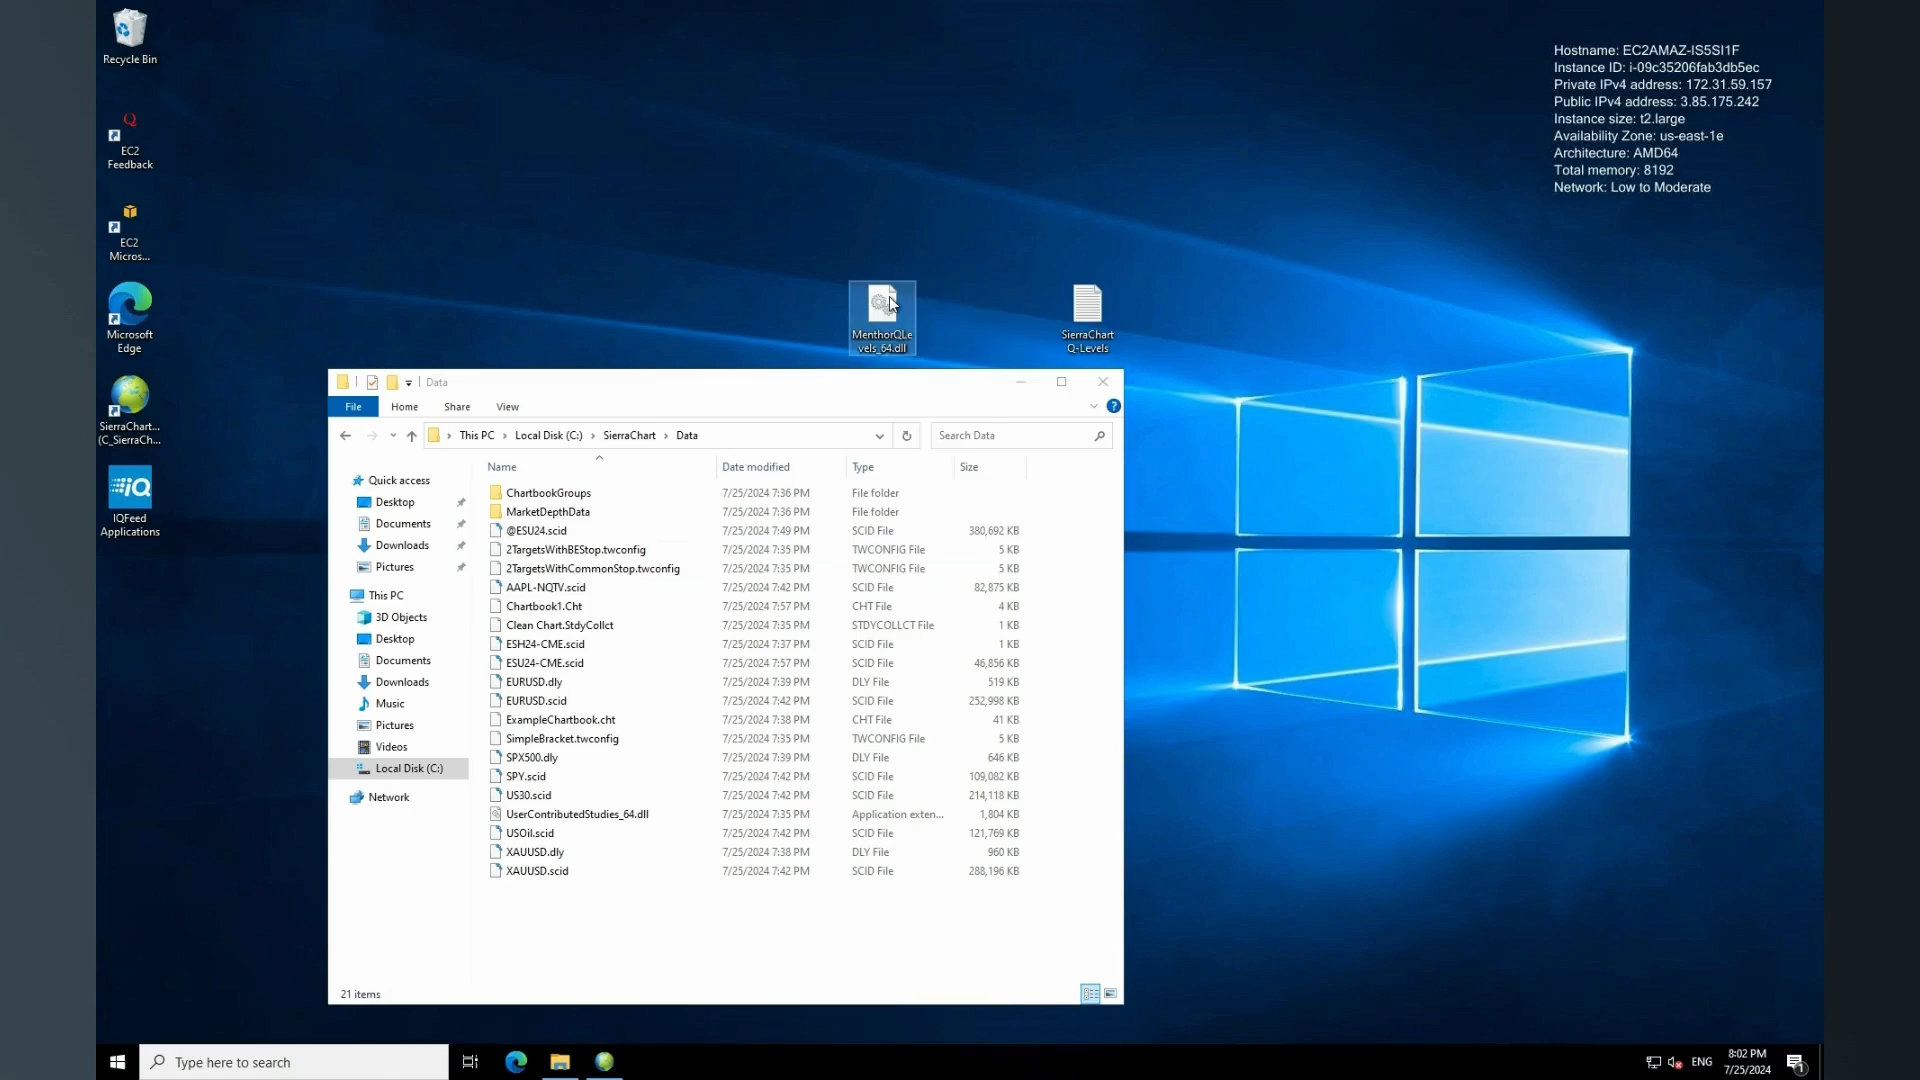 Recycle Bin
EC2
Feedback
EC2
Micros...
Microsoft
Edge
SierraChart...
(C_SierraCh...
IQFeed
Applications
Hostname: EC2AMAZ-IS5SI1F
Instance ID: i-09c35206fab3db5ec
Private IPv4 address: 172.31.59.157
Public IPv4 address: 3.85.175.242
Instance size: t2.large
Availability Zone: us-east-1e
Architecture: AMD64
Total memory: 8192
Network: Low to Moderate
MenthorQLe
vels_64.dll
SierraChart
Q-Levels
Data
File Home Share View
This PC Local Disk (C:) SierraChart Data
Search Data
Quick access
Desktop
Documents
Downloads
Pictures
This PC
3D Objects
Desktop
Documents
Downloads
Music
Pictures
Videos
Local Disk (C:)
Network
Name Date modified Type Size
ChartbookGroups 7/25/2024 7:36 PM File folder
MarketDepthData 7/25/2024 7:36 PM File folder
@ESU24.scid 7/25/2024 7:49 PM SCID File 380,692 KB
2TargetsWithBEStop.twconfig 7/25/2024 7:35 PM TWCONFIG File 5 KB
2TargetsWithCommonStop.twconfig 7/25/2024 7:35 PM TWCONFIG File 5 KB
AAPL-NQTV.scid 7/25/2024 7:42 PM SCID File 82,875 KB
Chartbook1.Cht 7/25/2024 7:57 PM CHT File 4 KB
Clean Chart.StdyCollct 7/25/2024 7:35 PM STDYCOLLCT File 1 KB
ESH24-CME.scid 7/25/2024 7:37 PM SCID File 1 KB
ESU24-CME.scid 7/25/2024 7:57 PM SCID File 46,856 KB
EURUSD.dly 7/25/2024 7:39 PM DLY File 519 KB
EURUSD.scid 7/25/2024 7:42 PM SCID File 252,998 KB
ExampleChartbook.cht 7/25/2024 7:38 PM CHT File 41 KB
SimpleBracket.twconfig 7/25/2024 7:35 PM TWCONFIG File 5 KB
SPX500.dly 7/25/2024 7:39 PM DLY File 646 KB
SPY.scid 7/25/2024 7:42 PM SCID File 109,082 KB
US30.scid 7/25/2024 7:42 PM SCID File 214,118 KB
UserContributedStudies_64.dll 7/25/2024 7:35 PM Application exten... 1,804 KB
USOil.scid 7/25/2024 7:42 PM SCID File 121,769 KB
XAUUSD.dly 7/25/2024 7:38 PM DLY File 960 KB
XAUUSD.scid 7/25/2024 7:42 PM SCID File 288,196 KB
21 items
Type here to search
ENG
8:02 PM
7/25/2024
1